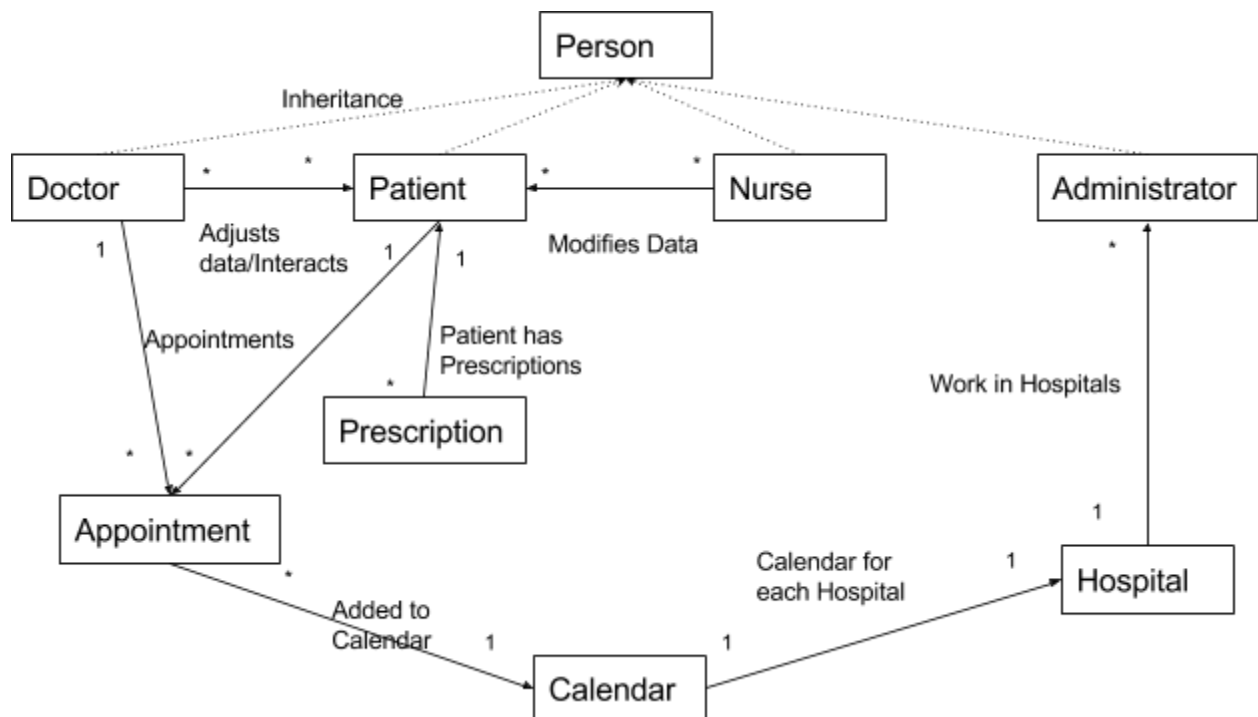 Person
Inheritance
Doctor
*
*
Patient
*
*
Nurse
Administrator
1
Adjusts
data/Interacts
1
1
Modifies Data
*
Appointments
Patient has
Prescriptions
*
Work in Hospitals
Prescription
*
*
Appointment
*
Added to
Calendar
1
Calendar
1
Calendar for
each Hospital
1
1
Hospital